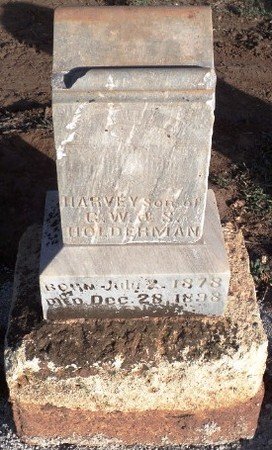 HARVEY Son of
G. W. & S.
HOLDERMAN
BORN July 2, 1878
DIED Dec. 28, 1898